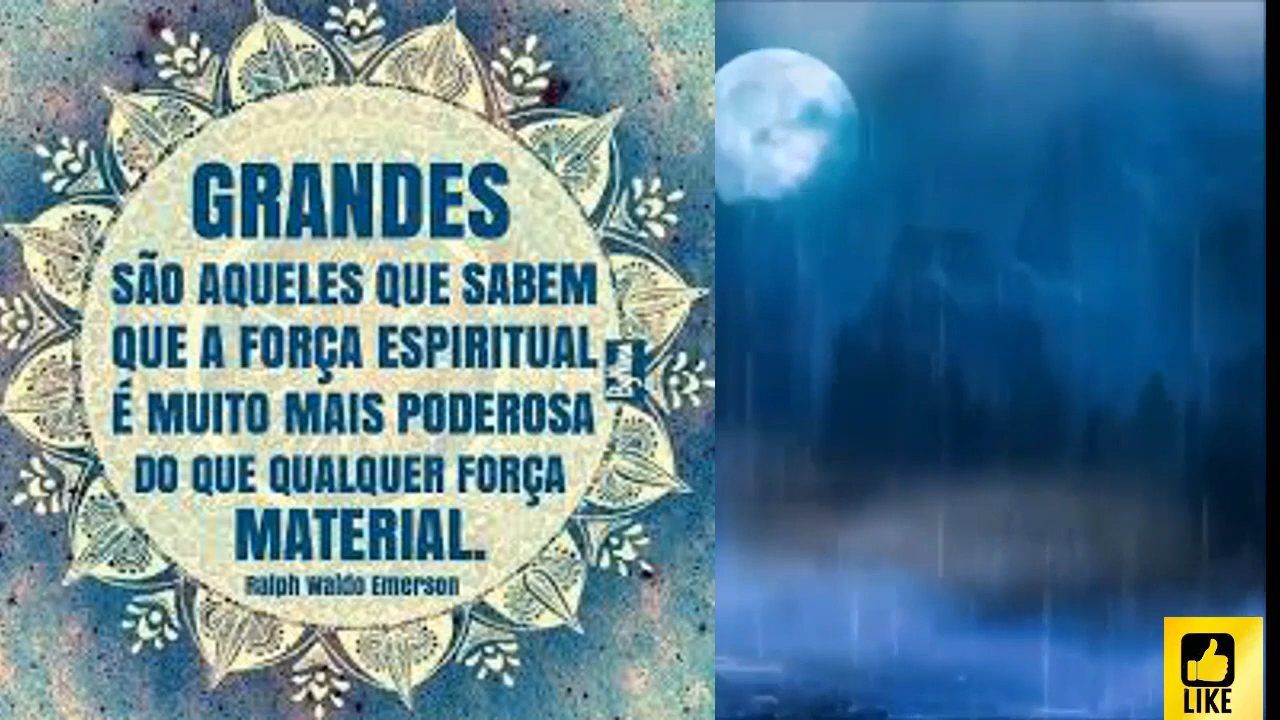 GRANDES
SÃO AQUELES QUE SABEM
QUE A FORÇA ESPIRITUAL
É MUITO MAIS PODEROSA
DO QUE QUALQUER FORÇA
MATERIAL.
Ralph Waldo Emerson
LIKE